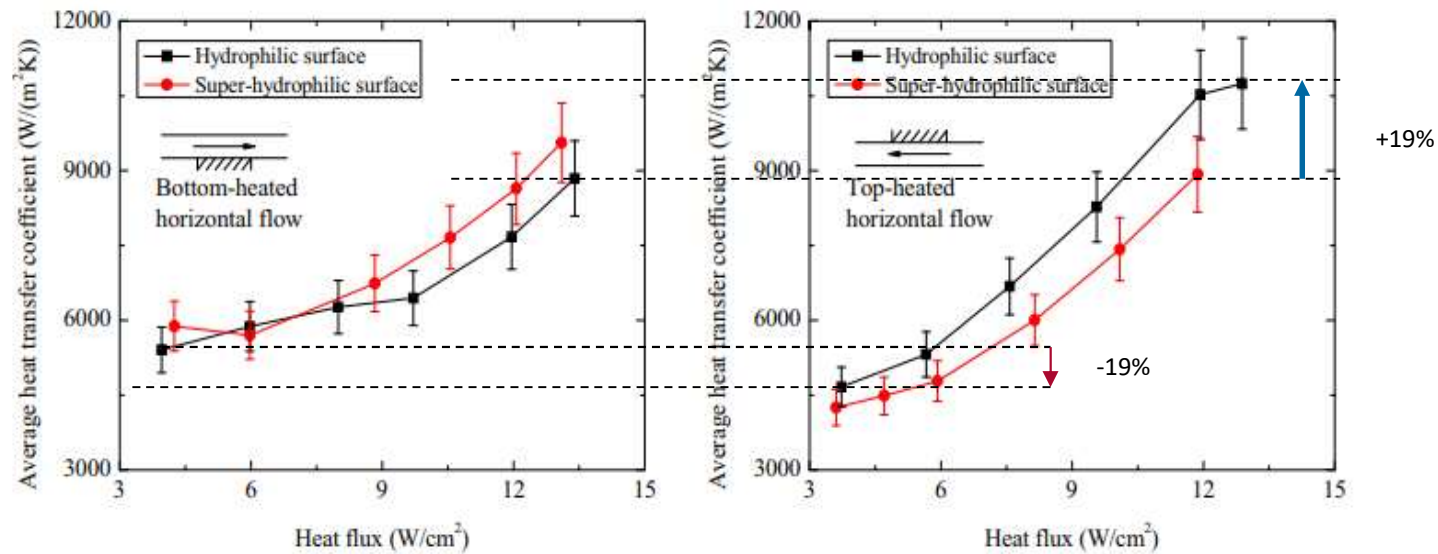 Average heat transfer coefficient (W/(m²K))
12000
9000
6000
3000
Hydrophilic surface
Super-hydrophilic surface
Bottom-heated
horizontal flow
3 6 9 12 15
Heat flux (W/cm²)
Average heat transfer coefficient (W/(m²K))
12000
9000
6000
3000
Hydrophilic surface
Super-hydrophilic surface
Top-heated
horizontal flow
+19%
-19%
3 6 9 12 15
Heat flux (W/cm²)